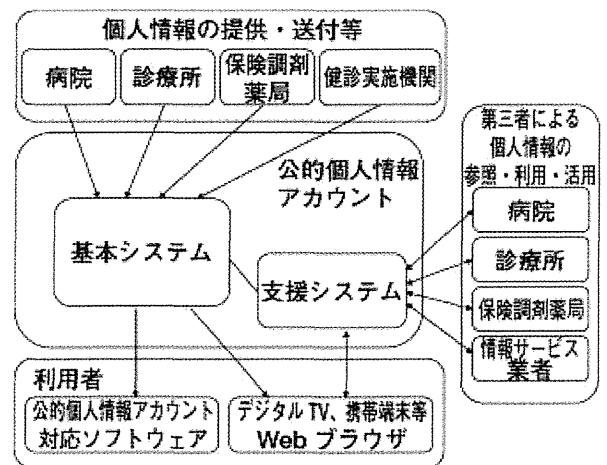 個人情報の提供・送付等
病院
診療所
保険調剤
薬局
健診実施機関
公的個人情報
アカウント
基本システム
支援システム
第三者による
個人情報の
参照・利用・活用
病院
診療所
保険調剤薬局
情報サービス
業者
利用者
公的個人情報アカウント
対応ソフトウェア
デジタルTV、携帯端末等
Web ブラウザ